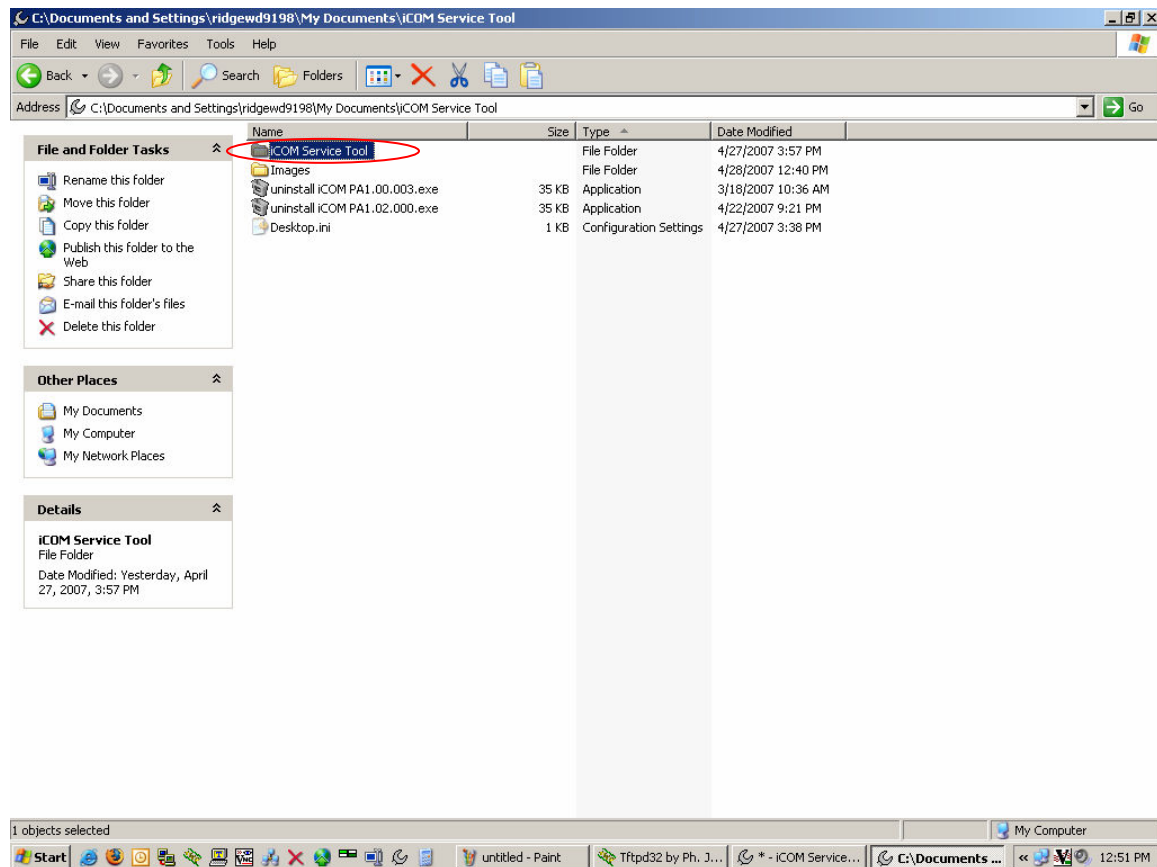 C:\Documents and Settings\ridgewd9198\My Documents\iCOM Service Tool
File Edit View Favorites Tools Help
Back Search Folders
Address C:\Documents and Settings\ridgewd9198\My Documents\iCOM Service Tool Go
File and Folder Tasks
Rename this folder
Move this folder
Copy this folder
Publish this folder to the
Web
Share this folder
E-mail this folder's files
Delete this folder
Other Places
My Documents
My Computer
My Network Places
Details
iCOM Service Tool
File Folder
Date Modified: Yesterday, April
27, 2007, 3:57 PM
Name Size Type Date Modified
iCOM Service Tool File Folder 4/27/2007 3:57 PM
Images File Folder 4/28/2007 12:40 PM
uninstall iCOM PA1.00.003.exe 35 KB Application 3/18/2007 10:36 AM
uninstall iCOM PA1.02.000.exe 35 KB Application 4/22/2007 9:21 PM
Desktop.ini 1 KB Configuration Settings 4/27/2007 3:38 PM
1 objects selected My Computer
Start untitled - Paint Tftpd32 by Ph. J... * - iCOM Service... C:\Documents ... « 12:51 PM